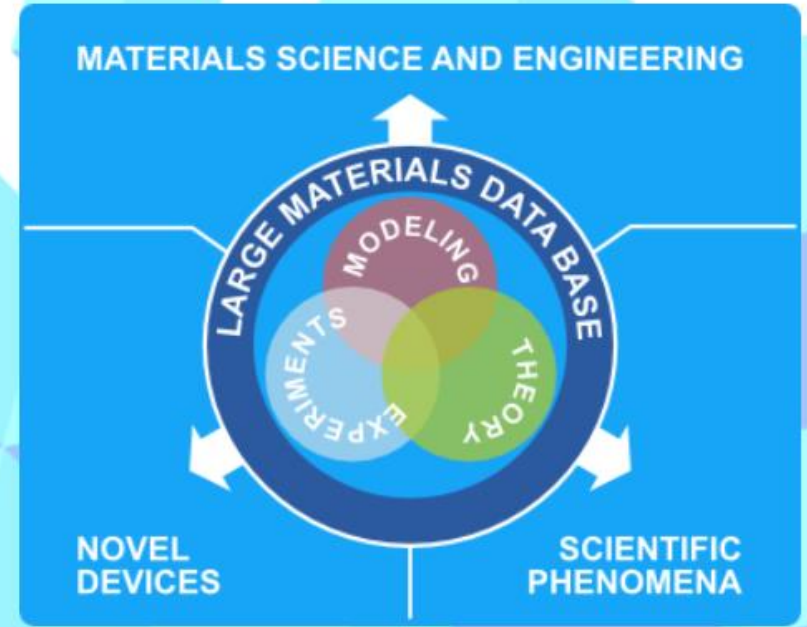 MATERIALS SCIENCE AND ENGINEERING
LARGE MATERIALS DATA BASE
MODELING
EXPERIMENTS
THEORY
NOVEL
DEVICES
SCIENTIFIC
PHENOMENA